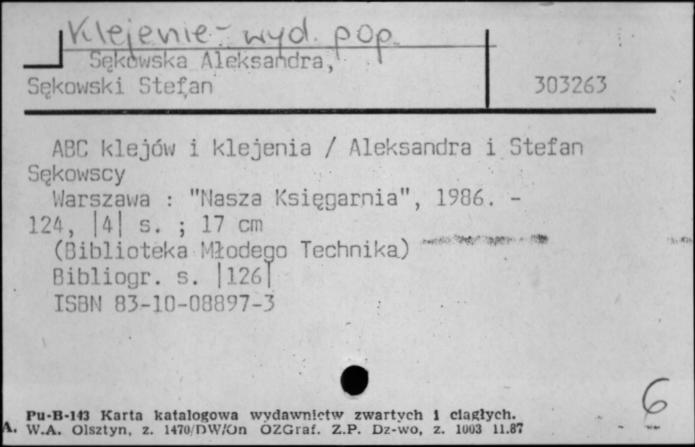 Klejenie - wyd. pop.
Sękowska Aleksandra,
Sękowski Stefan
303263
ABC klejów i klejenia / Aleksandra i Stefan
Sękowscy
Warszawa : "Nasza Księgarnia", 1986. -
124, |4| s. ; 17 cm
(Biblioteka Młodego Technika)
Bibliogr. s. |126|
ISBN 83-10-08897-3
6
Pu-B-143 Karta katalogowa wydawnictw zwartych i ciągłych.
A. W.A. Olsztyn, z. 1470/DW/On OZGraf. Z.P. Dz-wo, z. 1003 11.87